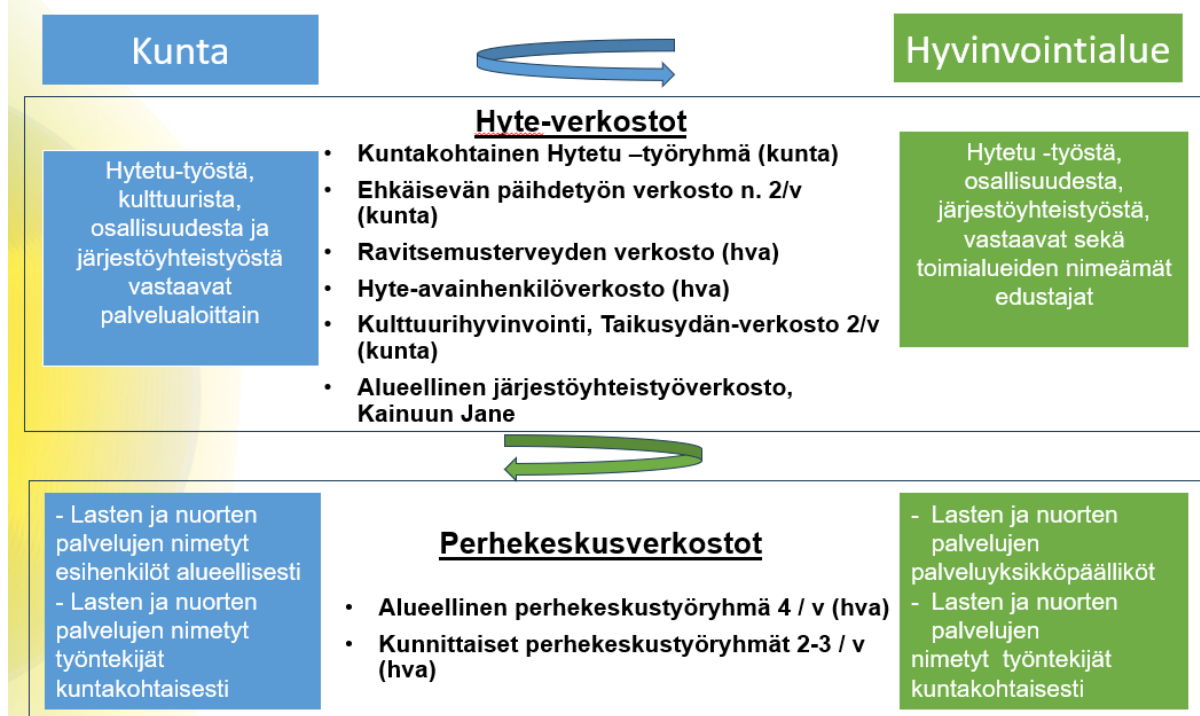 Kunta
Hyvinvointialue
Hyte-verkostot
Hytetu-työstä,
kulttuurista,
osallisuudesta ja
järjestöyhteistyöstä
vastaavat
palvelualoittain
• Kuntakohtainen Hytetu –työryhmä (kunta)
• Ehkäisevän päihdetyön verkosto n. 2/v
(kunta)
• Ravitsemusterveyden verkosto (hva)
• Hyte-avainhenkilöverkosto (hva)
• Kulttuurihyvinvointi, Taikusydän-verkosto 2/v
(kunta)
• Alueellinen järjestöyhteistyöverkosto,
Kainuun Jane
Hytetu -työstä,
osallisuudesta,
järjestöyhteistyöstä,
vastaavat sekä
toimialueiden nimeämät
edustajat
- Lasten ja nuorten
palvelujen nimetyt
esihenkilöt alueellisesti
- Lasten ja nuorten
palvelujen nimetyt
työntekijät
kuntakohtaisesti
Perhekeskusverkostot
• Alueellinen perhekeskustyöryhmä 4 / v (hva)
• Kunnittaiset perhekeskustyöryhmät 2-3 / v
(hva)
- Lasten ja nuorten
palvelujen
palveluyksikköpäälliköt
- Lasten ja nuorten
palvelujen
nimetyt työntekijät
kuntakohtaisesti